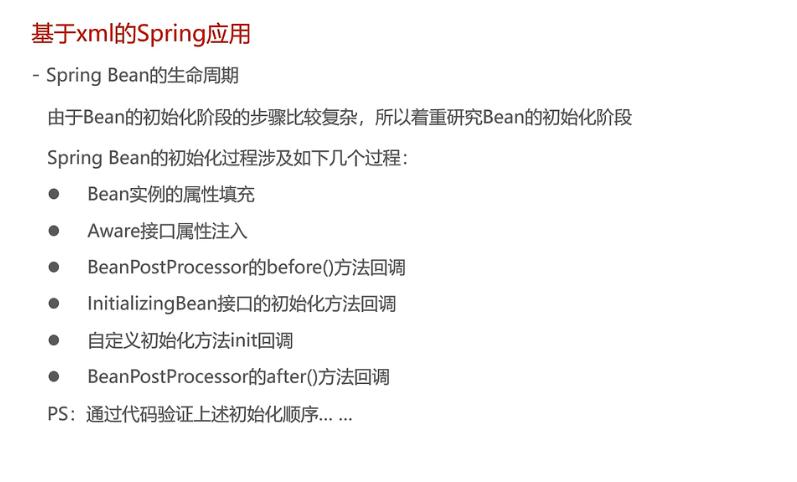 基于xml的Spring应用
- Spring Bean的生命周期
由于Bean的初始化阶段的步骤比较复杂，所以着重研究Bean的初始化阶段
Spring Bean的初始化过程涉及如下几个过程：
● Bean实例的属性填充
● Aware接口属性注入
● BeanPostProcessor的before()方法回调
● InitializingBean接口的初始化方法回调
● 自定义初始化方法init回调
● BeanPostProcessor的after()方法回调
PS：通过代码验证上述初始化顺序... ...